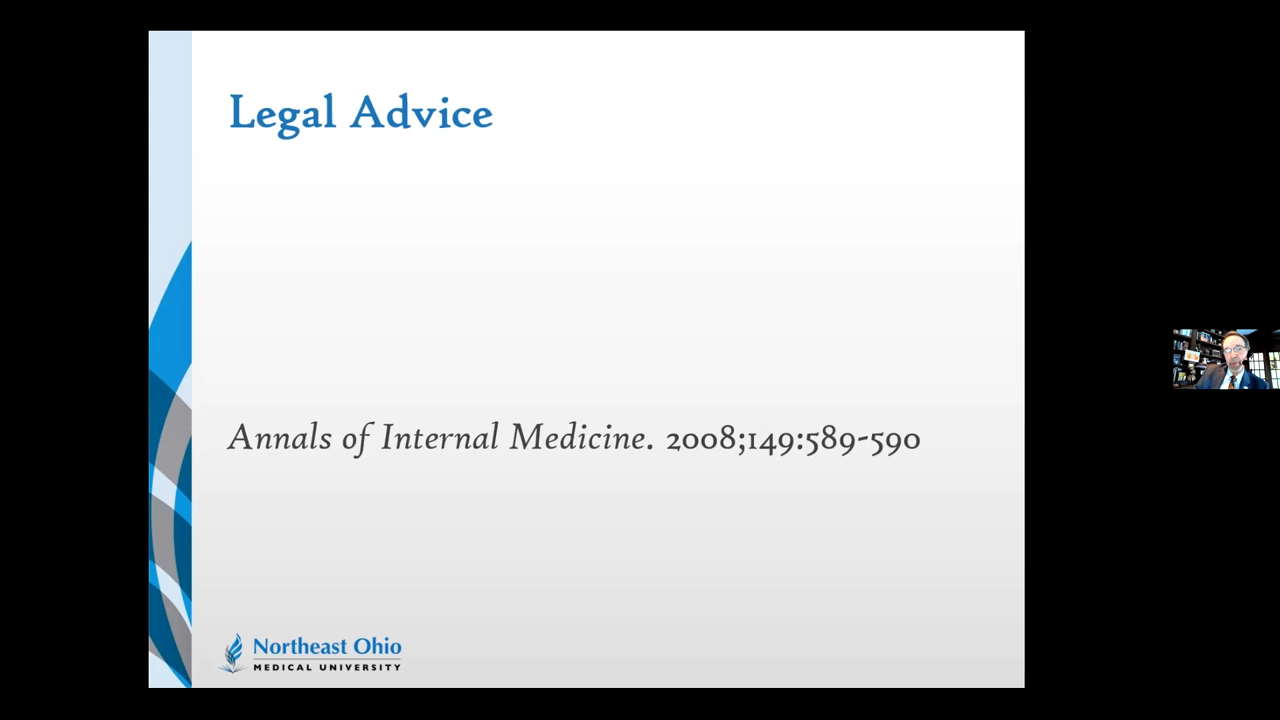 Legal Advice
Annals of Internal Medicine. 2008;149:589-590
Northeast Ohio
MEDICAL UNIVERSITY